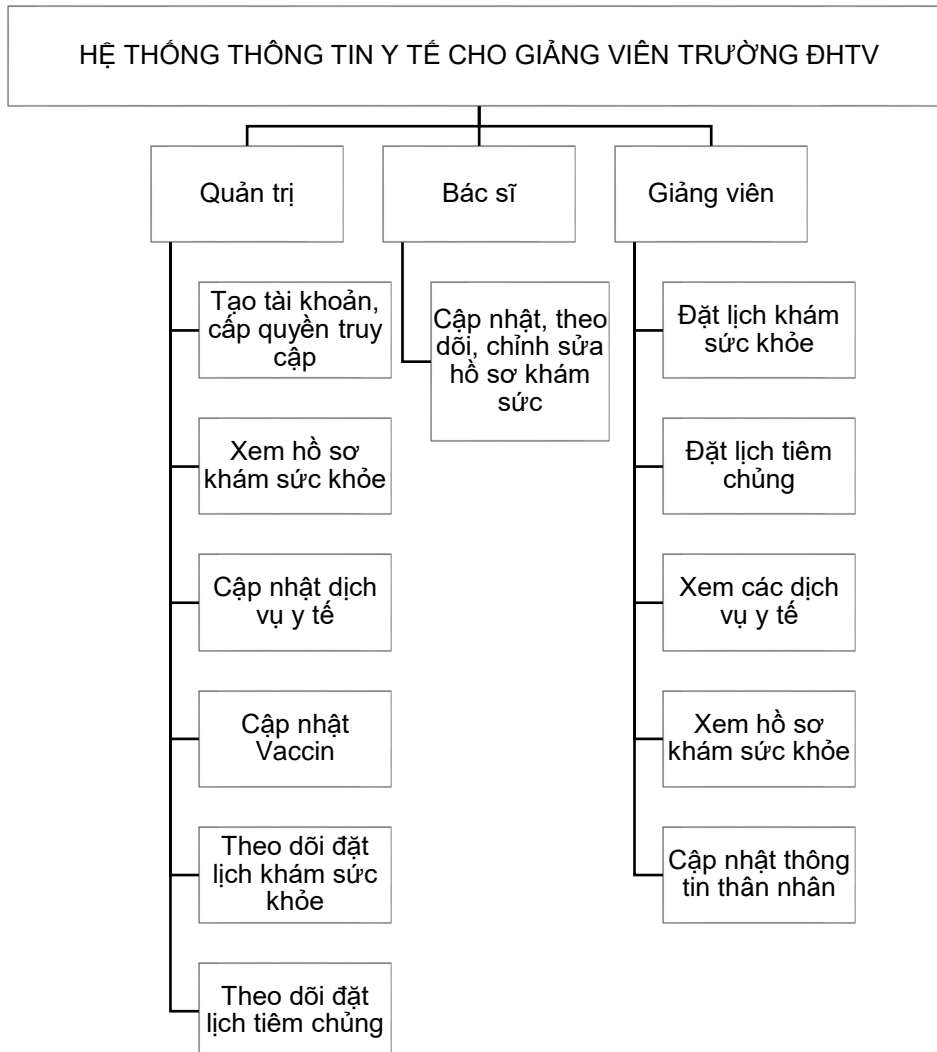 HỆ THỐNG THÔNG TIN Y TẾ CHO GIẢNG VIÊN TRƯỜNG ĐHTV
Quản trị
Bác sĩ
Giảng viên
Tạo tài khoản,
cấp quyền truy
cập
Xem hồ sơ
khám sức khỏe
Cập nhật dịch
vụ y tế
Cập nhật
Vaccin
Theo dõi đặt
lịch khám sức
khỏe
Theo dõi đặt
lịch tiêm chủng
Cập nhật, theo
dõi, chỉnh sửa
hồ sơ khám
sức
Đặt lịch khám
sức khỏe
Đặt lịch tiêm
chủng
Xem các dịch
vụ y tế
Xem hồ sơ
khám sức khỏe
Cập nhật thông
tin thân nhân